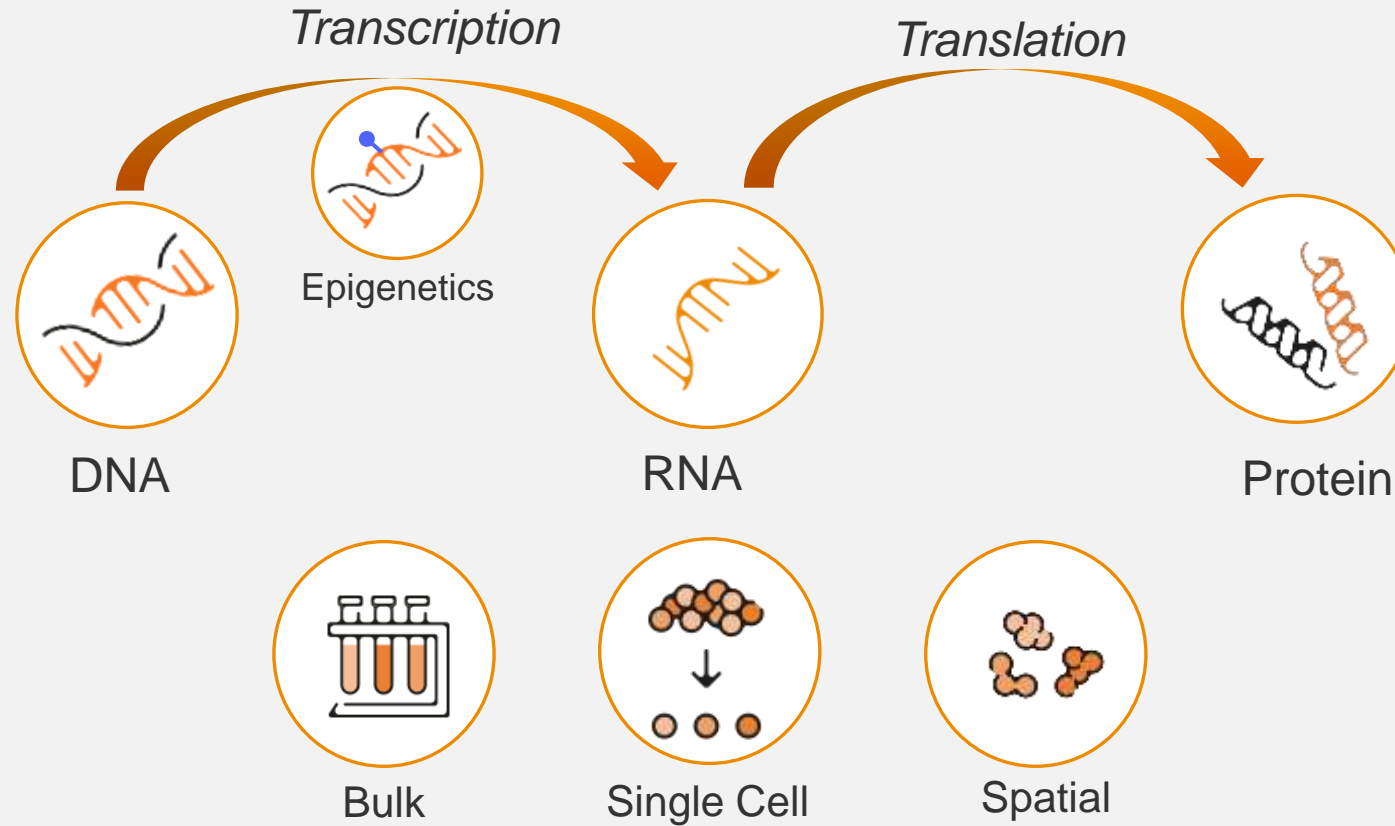 Transcription
Translation
Epigenetics
DNA
RNA
Protein
Bulk
Single Cell
Spatial